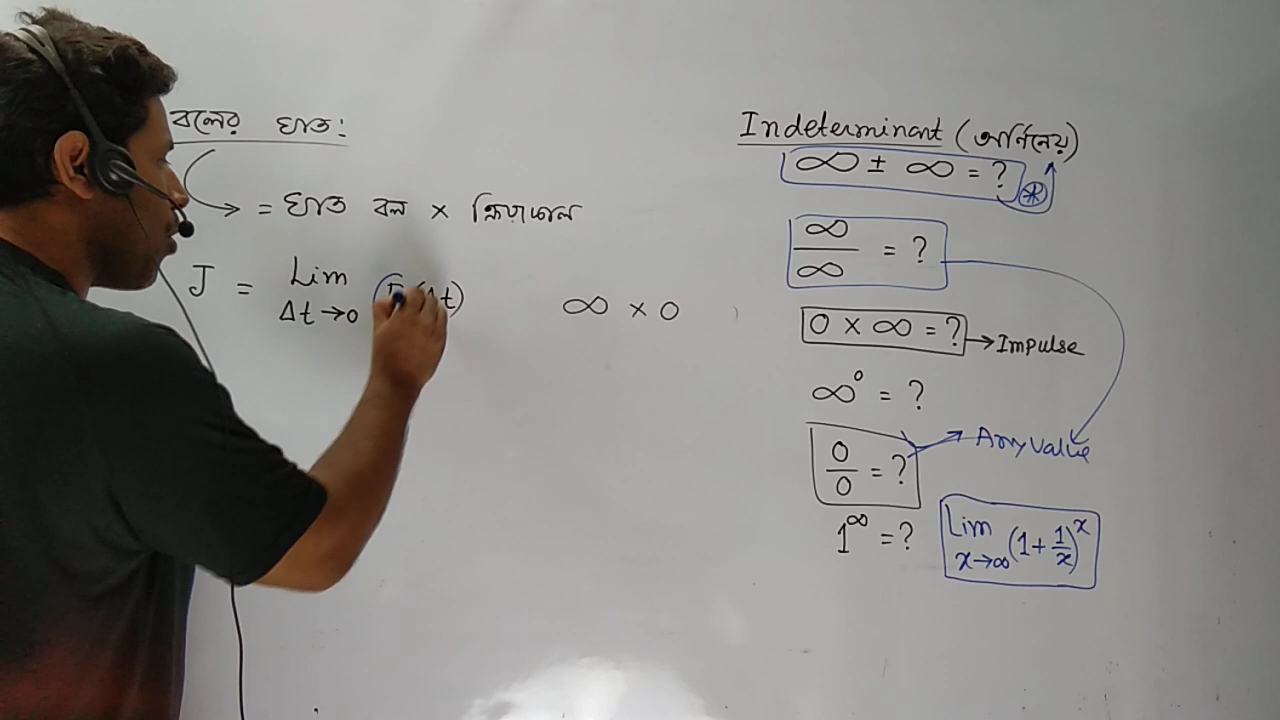 বলের ঘাত:
= ঘাত বল × ক্রিয়াকাল
J = Lim Δt→0 F(Δt)
∞ × 0
Indeterminant (অনির্নেয়)
∞ ± ∞ = ?
∞/∞ = ?
0 × ∞ = ? → Impulse
∞⁰ = ?
0/0 = ? → Any value
1^∞ = ?
Lim x→∞ (1+1/x)^x